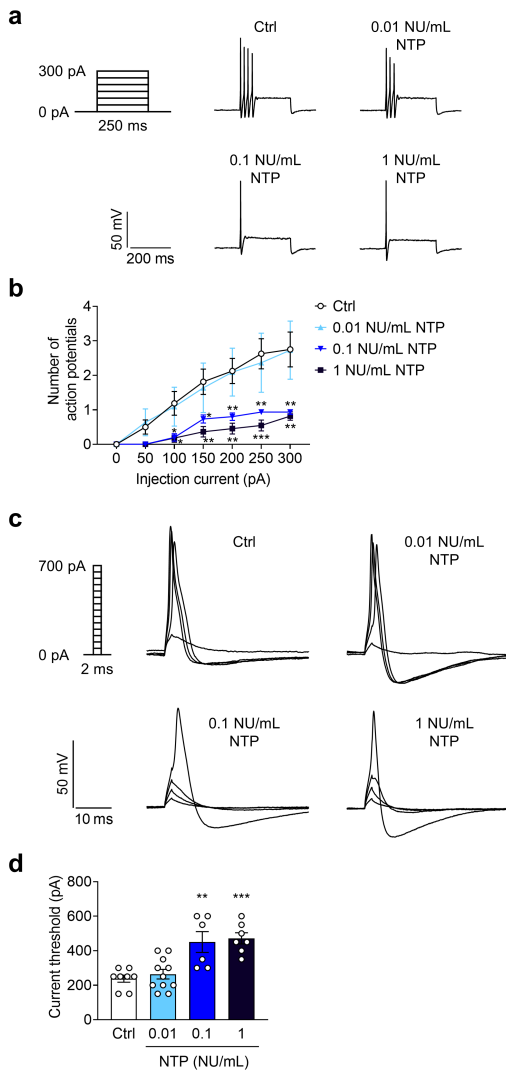 a
Ctrl
0.01 NU/mL
NTP
300 pA
0 pA
250 ms
0.1 NU/mL
NTP
1 NU/mL
NTP
50 mV
200 ms
b
Number of
action potentials
4
3
2
1
0
0 50 100 150 200 250 300
Injection current (pA)
Ctrl
0.01 NU/mL NTP
0.1 NU/mL NTP
1 NU/mL NTP
* * ** ** **
* ** ** *** **
c
Ctrl
0.01 NU/mL
NTP
700 pA
0 pA
2 ms
0.1 NU/mL
NTP
1 NU/mL
NTP
50 mV
10 ms
d
Current threshold (pA)
800
600
400
200
0
** ***
Ctrl 0.01 0.1 1
NTP (NU/mL)